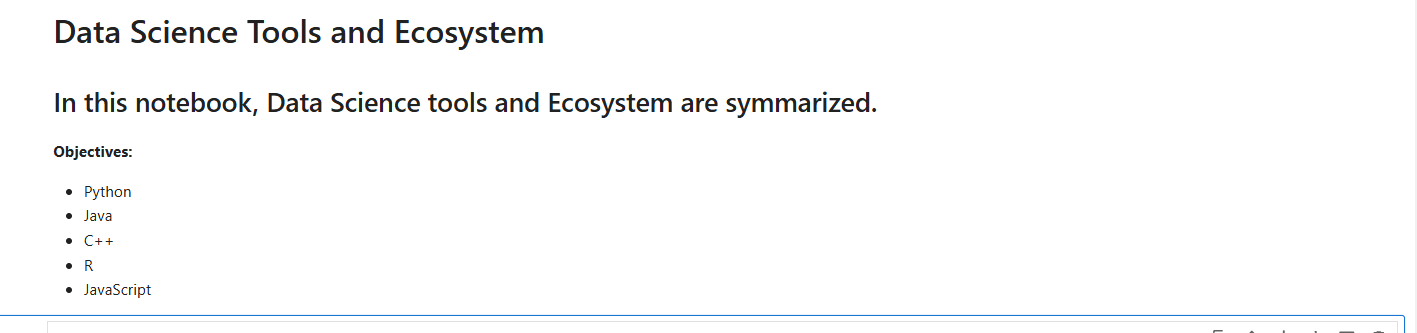 Data Science Tools and Ecosystem
In this notebook, Data Science tools and Ecosystem are symmarized.
Objectives:
• Python
• Java
• C++
• R
• JavaScript